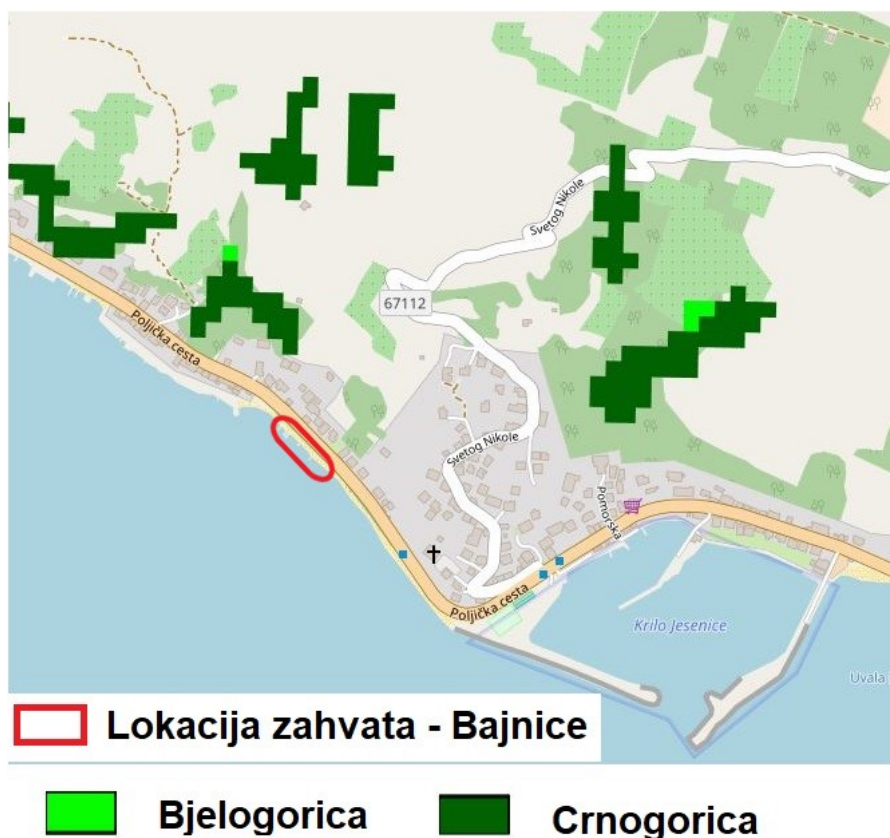 Svetog Nikole
67112
Poljička cesta
Svetog Nikole
Pomorska
Poljička cesta
Krilo Jesenice
Uvala
Lokacija zahvata - Bajnice
Bjelogorica
Crnogorica